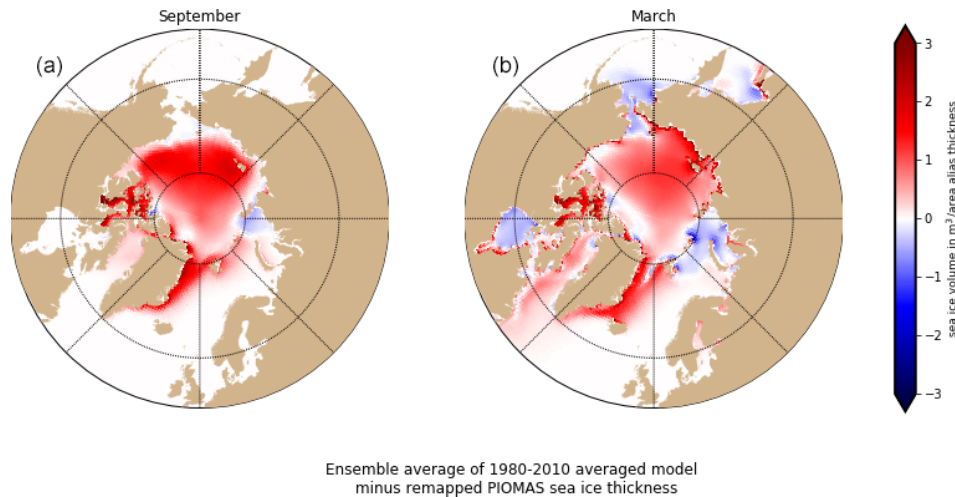 September
March
(a)
(b)
3
2
1
0
−1
−2
−3
sea ice volume in m³/area alias thickness
Ensemble average of 1980-2010 averaged model
minus remapped PIOMAS sea ice thickness